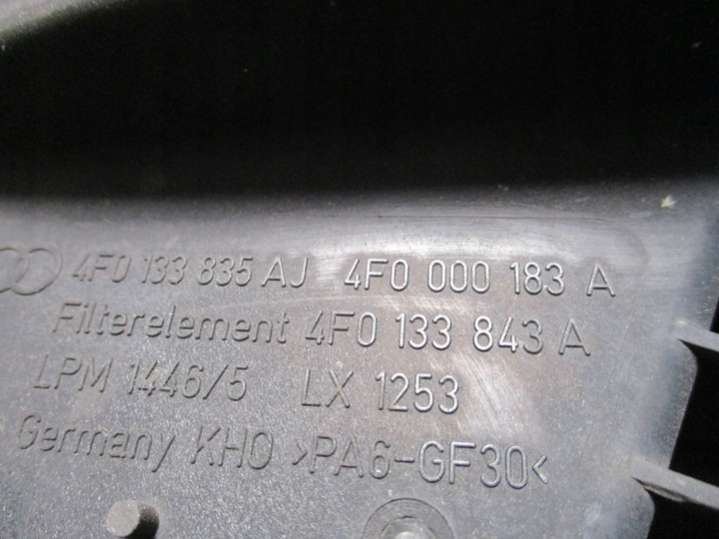 4F0 133 835 AJ 4F0 000 183 A
Filterelement 4F0 133 843 A
LPM 1446/5 LX 1253
Germany KHO >PA6-GF30<